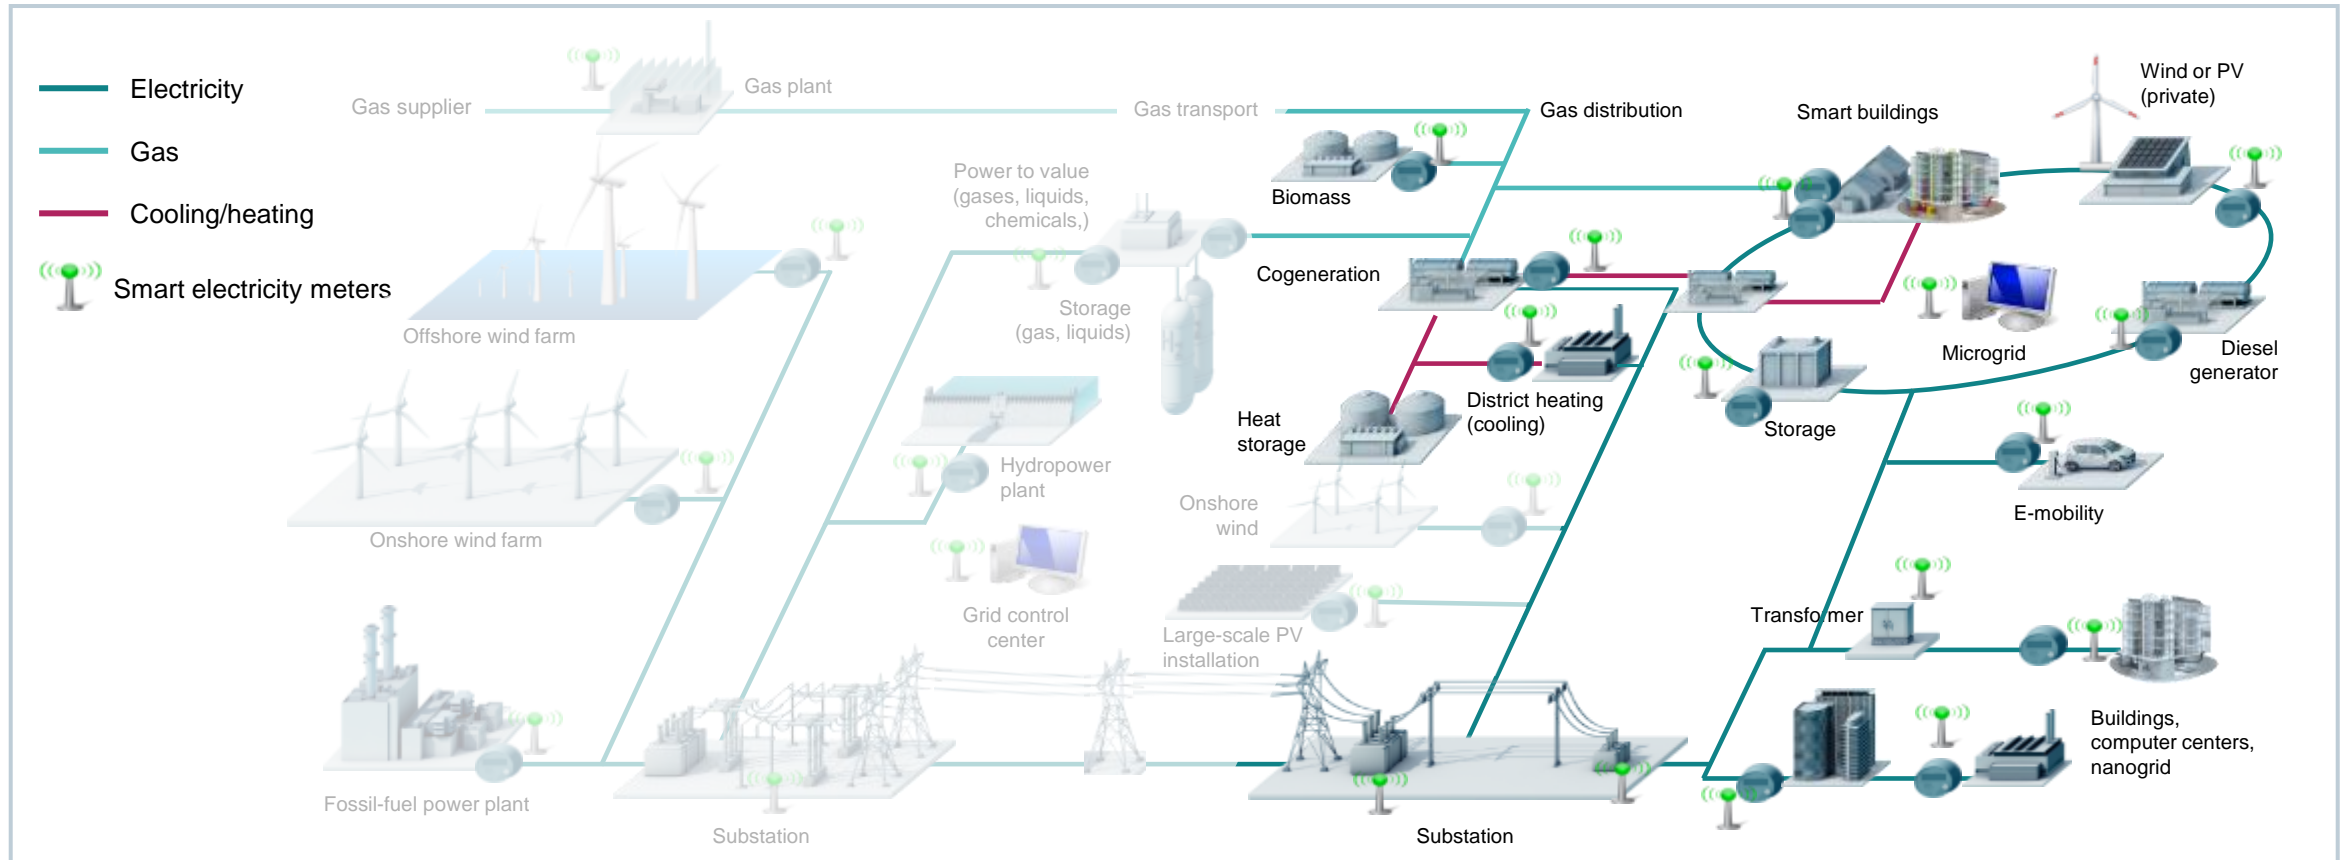 Electricity
Gas
Cooling/heating
Smart electricity meters
Gas supplier
Gas plant
Gas transport
Gas distribution
Biomass
Smart buildings
Wind or PV
(private)
Power to value
(gases, liquids,
chemicals,)
Storage
(gas, liquids)
Offshore wind farm
Cogeneration
Microgrid
Diesel
generator
Heat
storage
District heating
(cooling)
Storage
E-mobility
Hydropower
plant
Onshore wind farm
Onshore
wind
Grid control
center
Large-scale PV
installation
Transformer
Buildings,
computer centers,
nanogrid
Fossil-fuel power plant
Substation
Substation